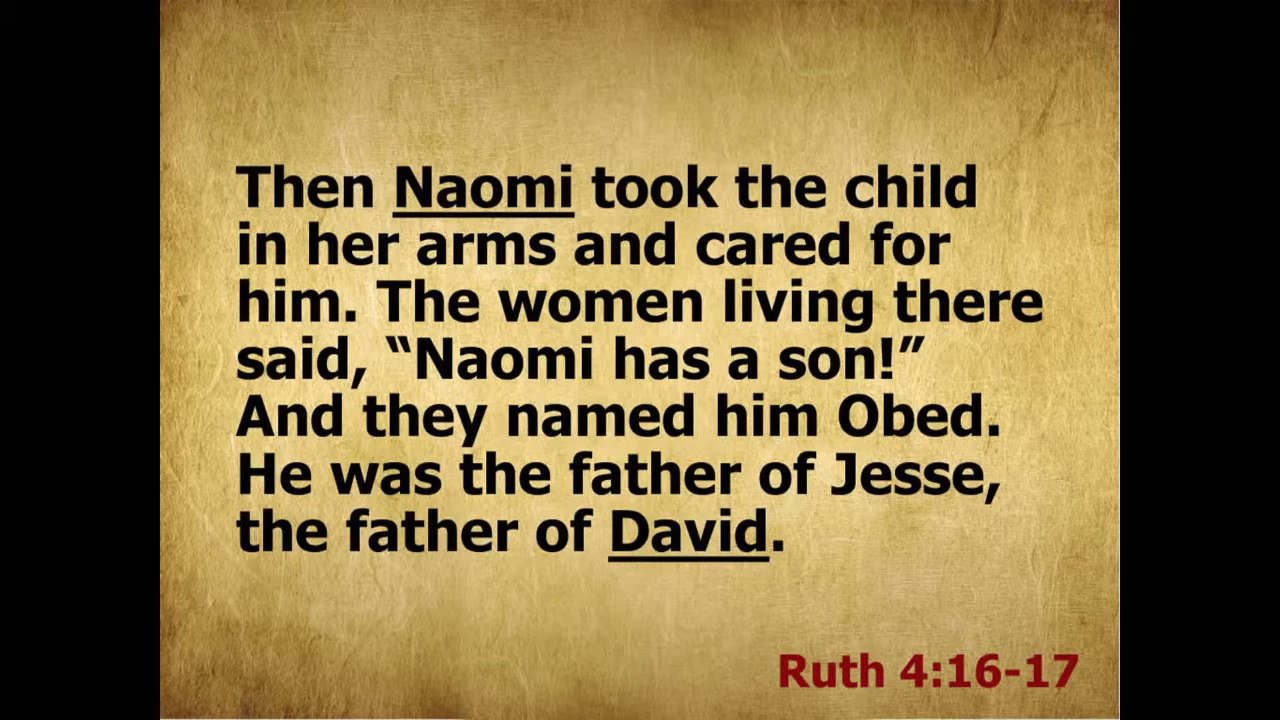 Then Naomi took the child
in her arms and cared for
him. The women living there
said, “Naomi has a son!”
And they named him Obed.
He was the father of Jesse,
the father of David.
Ruth 4:16-17